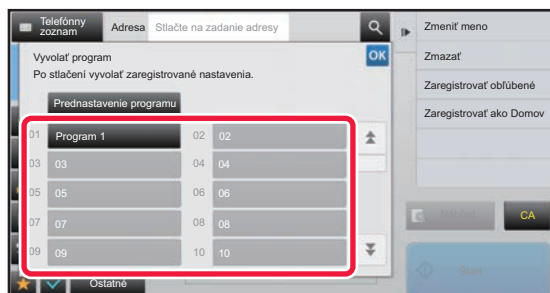 Telefónny
zoznam
Adresa
Stlačte na zadanie adresy
Zmeniť meno
Vyvolať program
OK
Zmazať
Po stlačení vyvolať zaregistrované nastavenia.
Zaregistrovať obľúbené
Prednastavenie programu
Zaregistrovať ako Domov
01 Program 1 02 02
03 03 04 04
05 05 06 06
07 07 08 08
Náhľad
CA
09 09 10 10
Ostatné
Štart